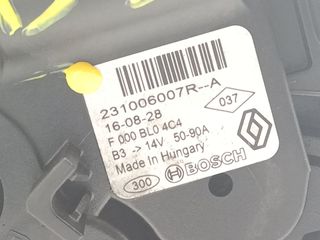 231006007R--A
16-08-28
037
F 000 BL0 4C4
B3 -> 14V 50-90A
Made in Hungary
300 BOSCH